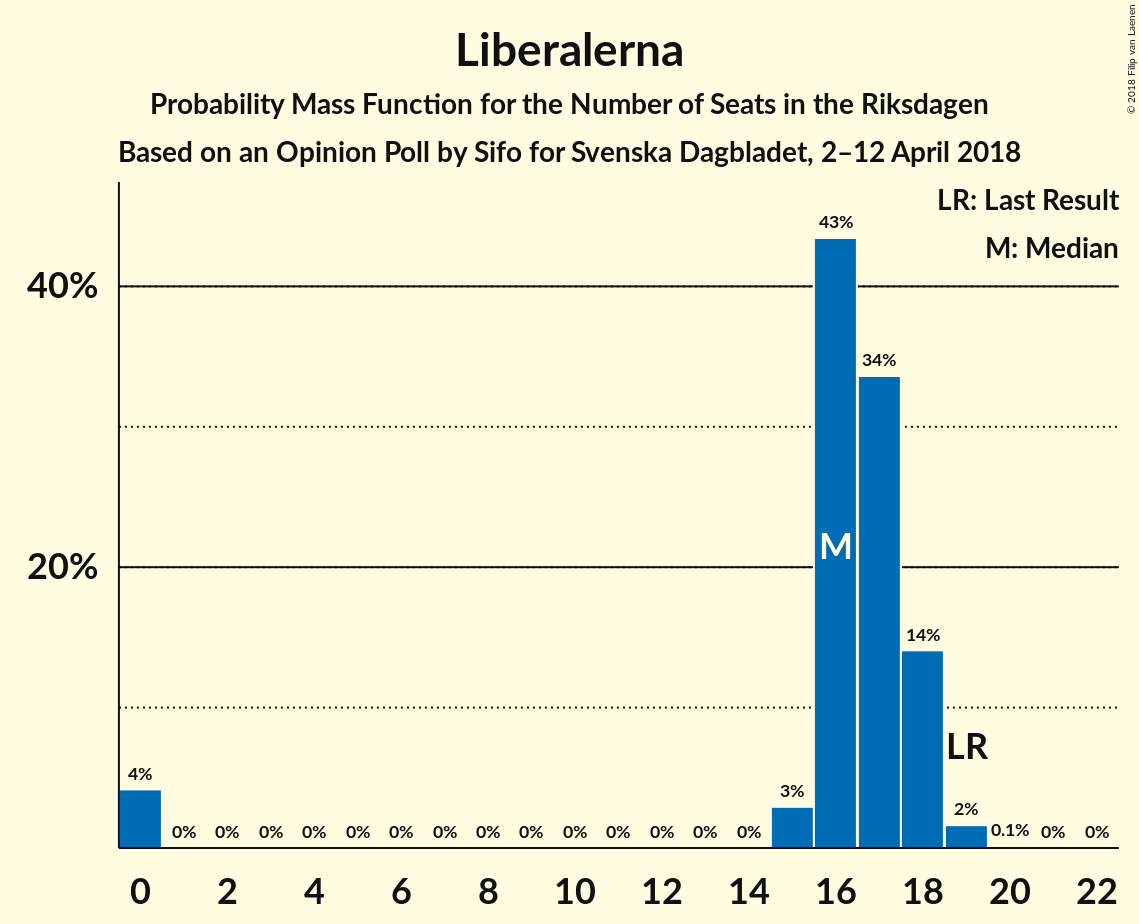 Liberalerna
Probability Mass Function for the Number of Seats in the Riksdagen
Based on an Opinion Poll by Sifo for Svenska Dagbladet, 2–12 April 2018
© 2018 Filip van Laenen
LR: Last Result
M: Median
40%
20%
4%
0%
0%
0%
0%
0%
0%
0%
0%
0%
0%
0%
0%
0%
0%
3%
43%
34%
14%
2%
0.1%
0%
0%
M
LR
0 2 4 6 8 10 12 14 16 18 20 22